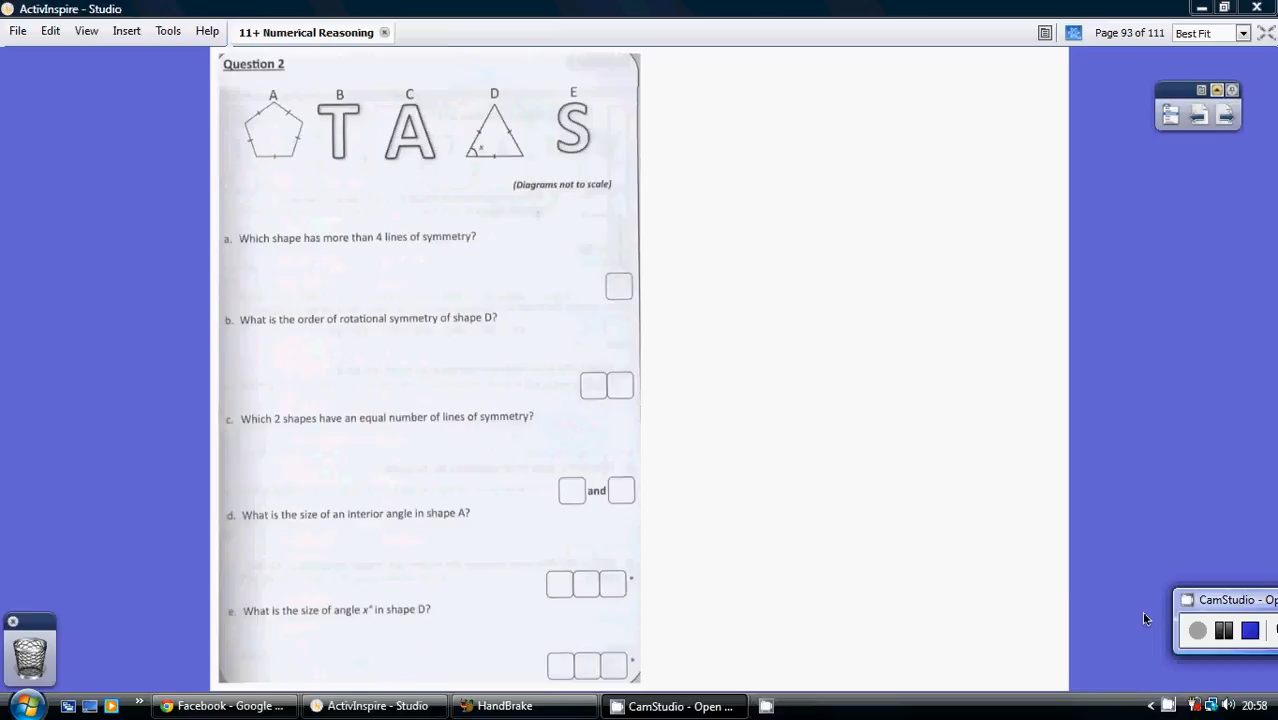 ActivInspire - Studio
File Edit View Insert Tools Help 11+ Numerical Reasoning Page 93 of 111 Best Fit
Question 2
A B C D E
T A x S
(Diagrams not to scale)
a. Which shape has more than 4 lines of symmetry?
b. What is the order of rotational symmetry of shape D?
c. Which 2 shapes have an equal number of lines of symmetry?
and
d. What is the size of an interior angle in shape A?
°
e. What is the size of angle x° in shape D?
°
CamStudio - Op
Facebook - Google ... ActivInspire - Studio HandBrake CamStudio - Open ... 20:58